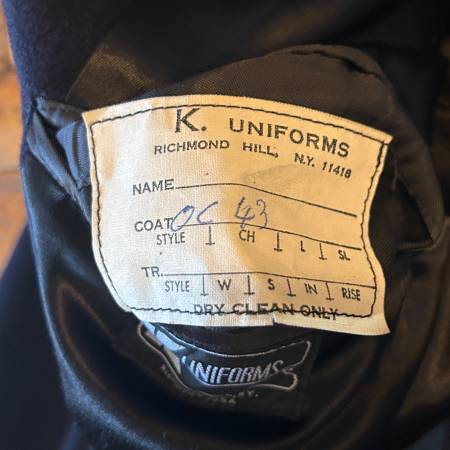 K. UNIFORMS
RICHMOND HILL, N.Y. 11418
NAME
COAT OC 43
STYLE CH L SL
TR.
STYLE W S IN RISE
DRY CLEAN ONLY
UNIFORMS